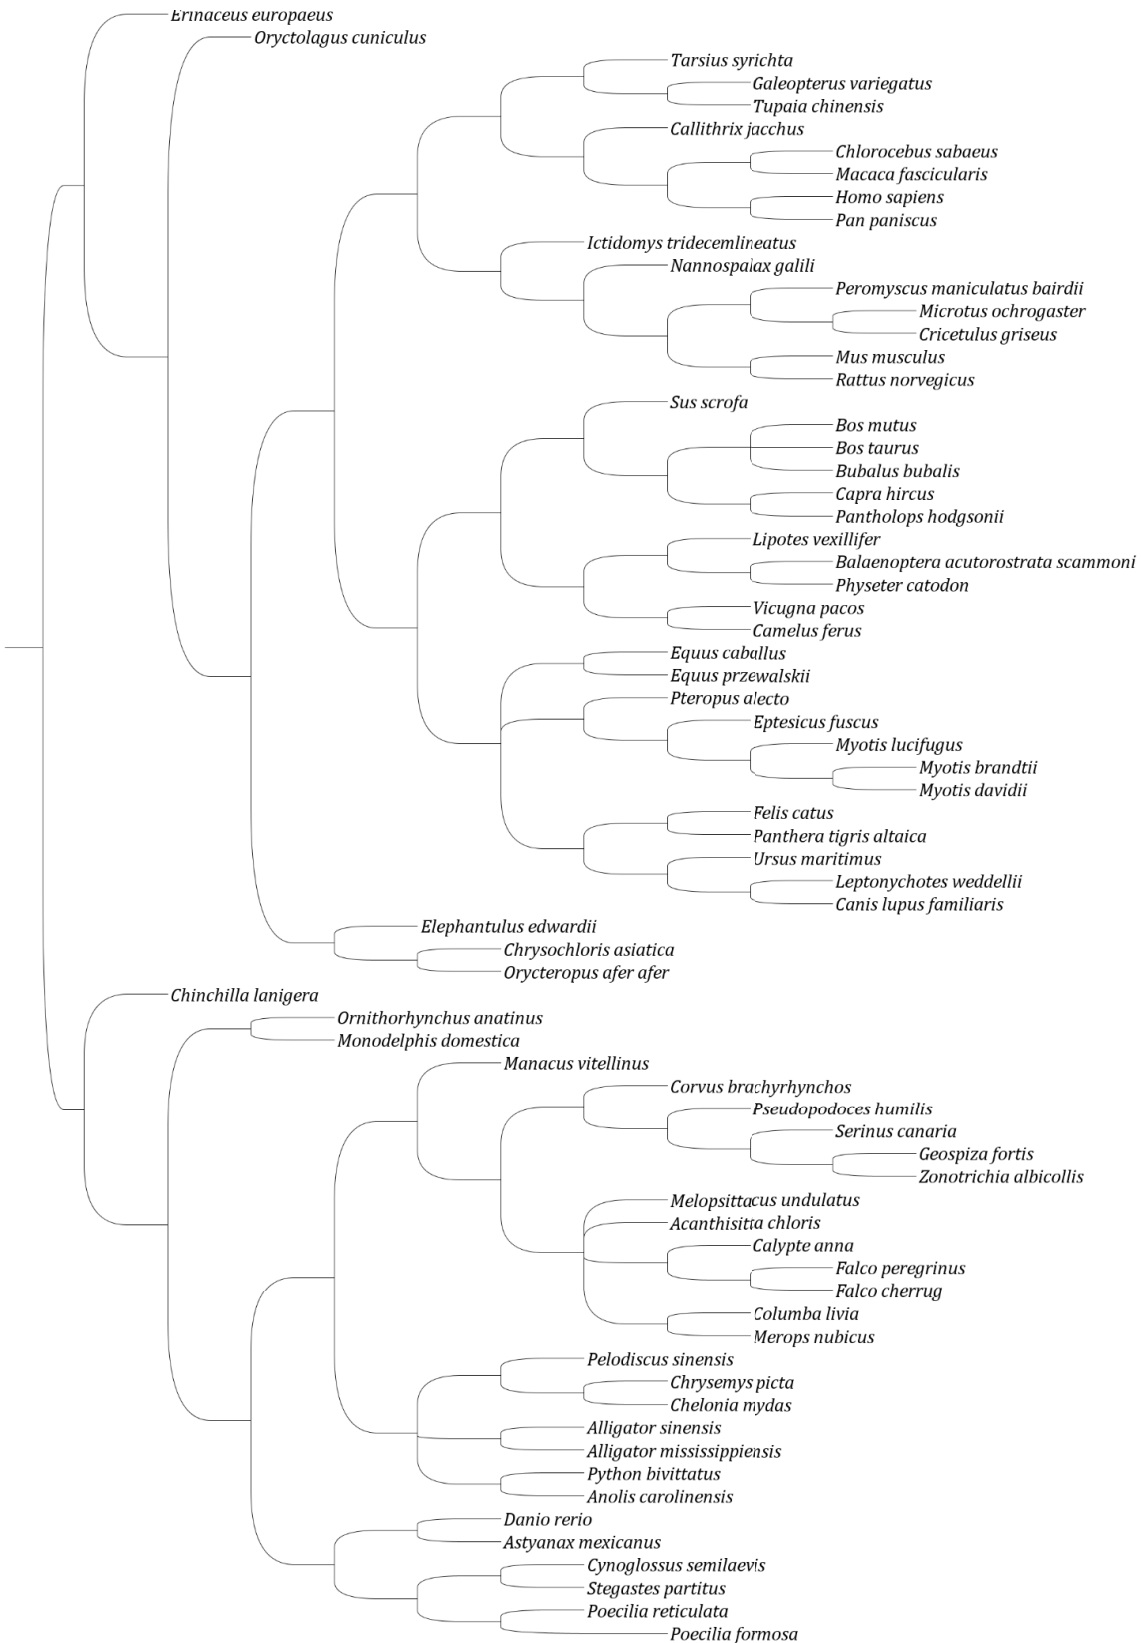 Erinaceus europaeus
Oryctolagus cuniculus
Tarsius syrichta
Galeopterus variegatus
Tupaia chinensis
Callithrix jacchus
Chlorocebus sabaeus
Macaca fascicularis
Homo sapiens
Pan paniscus
Ictidomys tridecemlineatus
Nannospalax galili
Peromyscus maniculatus bairdii
Microtus ochrogaster
Cricetulus griseus
Mus musculus
Rattus norvegicus
Sus scrofa
Bos mutus
Bos taurus
Bubalus bubalis
Capra hircus
Pantholops hodgsonii
Lipotes vexillifer
Balaenoptera acutorostrata scammoni
Physeter catodon
Vicugna pacos
Camelus ferus
Equus caballus
Equus przewalskii
Pteropus alecto
Eptesicus fuscus
Myotis lucifugus
Myotis brandtii
Myotis davidii
Felis catus
Panthera tigris altaica
Ursus maritimus
Leptonychotes weddellii
Canis lupus familiaris
Elephantulus edwardii
Chrysochloris asiatica
Orycteropus afer afer
Chinchilla lanigera
Ornithorhynchus anatinus
Monodelphis domestica
Manacus vitellinus
Corvus brachyrhynchos
Pseudopodoces humilis
Serinus canaria
Geospiza fortis
Zonotrichia albicollis
Melopsittacus undulatus
Acanthisitta chloris
Calypte anna
Falco peregrinus
Falco cherrug
Columba livia
Merops nubicus
Pelodiscus sinensis
Chrysemys picta
Chelonia mydas
Alligator sinensis
Alligator mississippiensis
Python bivittatus
Anolis carolinensis
Danio rerio
Astyanax mexicanus
Cynoglossus semilaevis
Stegastes partitus
Poecilia reticulata
Poecilia formosa